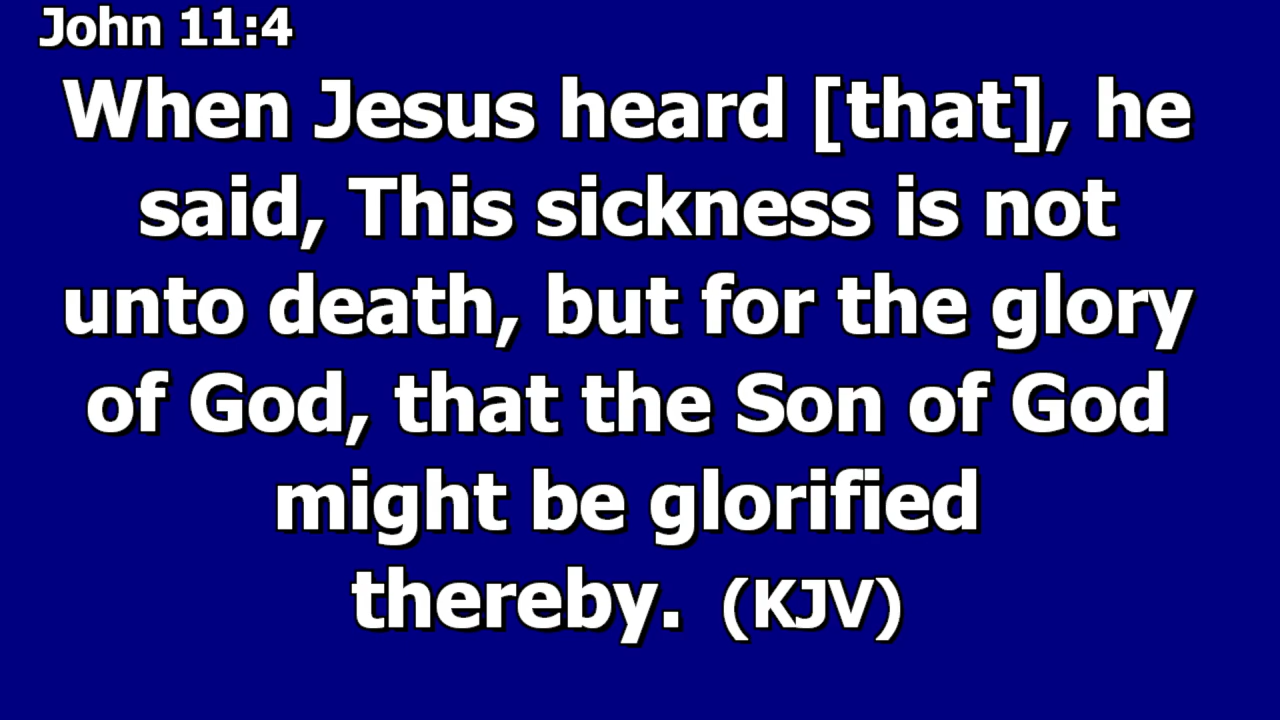 John 11:4
When Jesus heard [that], he
said, This sickness is not
unto death, but for the glory
of God, that the Son of God
might be glorified
thereby. (KJV)